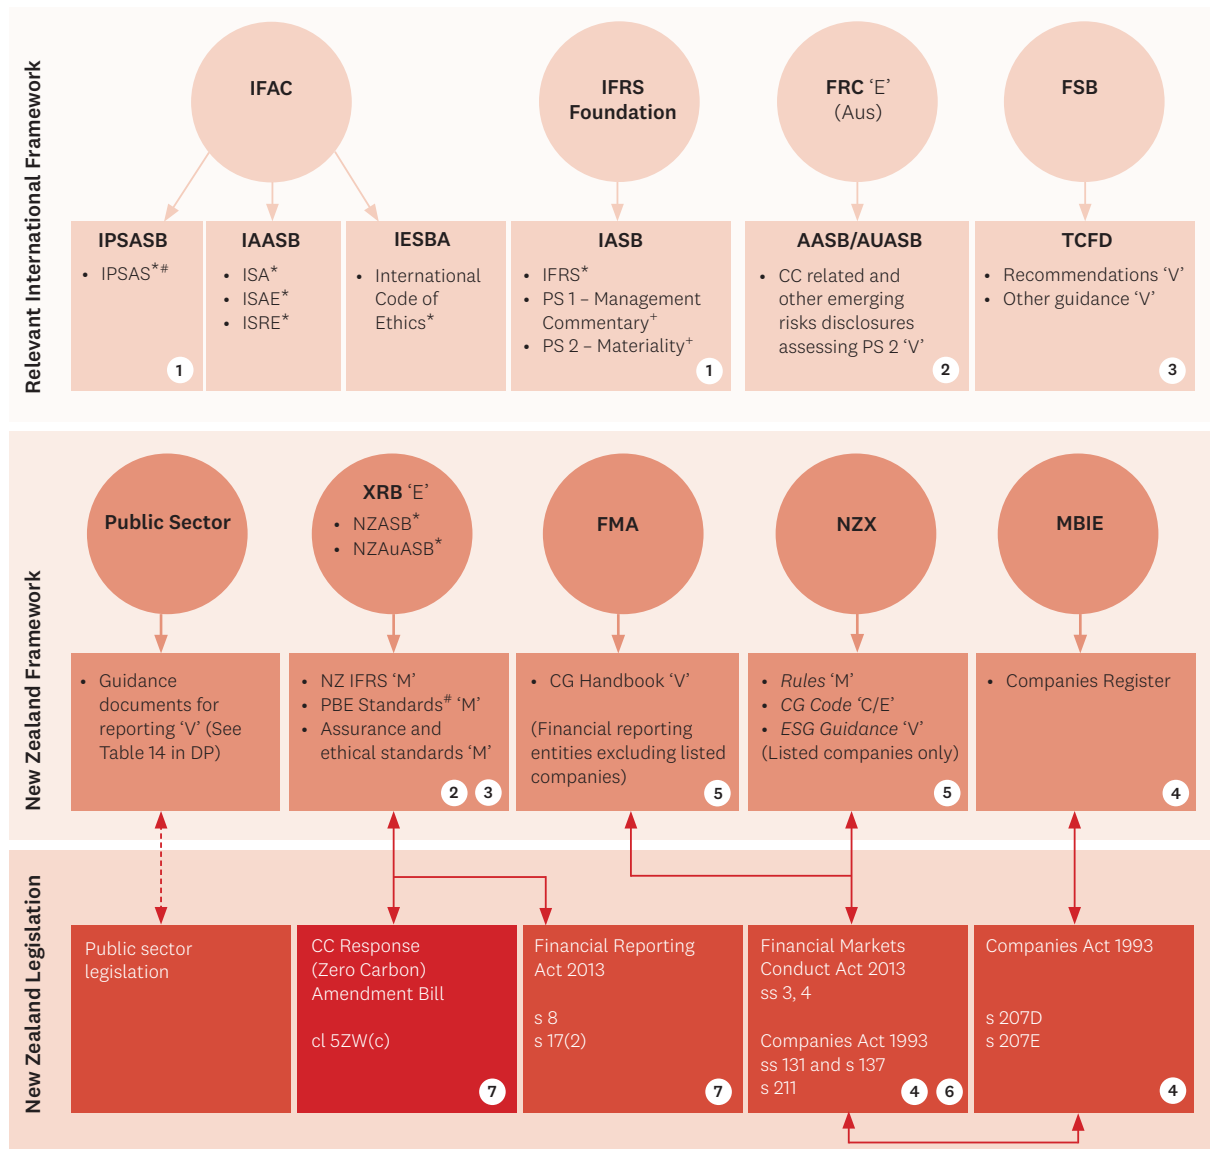 Relevant International Framework
IFAC
IFRS
Foundation
FRC ‘E’
(Aus)
FSB
IPSASB
• IPSAS*#
1
IAASB
• ISA*
• ISAE*
• ISRE*
IESBA
• International
Code of
Ethics*
IASB
• IFRS*
• PS 1 – Management
Commentary+
• PS 2 – Materiality+
1
AASB/AUASB
• CC related and
other emerging
risks disclosures
assessing PS 2 ‘V’
2
TCFD
• Recommendations ‘V’
• Other guidance ‘V’
3
New Zealand Framework
Public Sector
XRB ‘E’
• NZASB*
• NZAuASB*
FMA
NZX
MBIE
• Guidance
documents for
reporting ‘V’ (See
Table 14 in DP)
• NZ IFRS ‘M’
• PBE Standards# ‘M’
• Assurance and
ethical standards ‘M’
2 3
• CG Handbook ‘V’
(Financial reporting
entities excluding listed
companies)
5
• Rules ‘M’
• CG Code ‘C/E’
• ESG Guidance ‘V’
(Listed companies only)
5
• Companies Register
4
New Zealand Legislation
Public sector
legislation
CC Response
(Zero Carbon)
Amendment Bill
cl 5ZW(c)
7
Financial Reporting
Act 2013
s 8
s 17(2)
7
Financial Markets
Conduct Act 2013
ss 3, 4
Companies Act 1993
ss 131 and s 137
s 211
4 6
Companies Act 1993
s 207D
s 207E
4